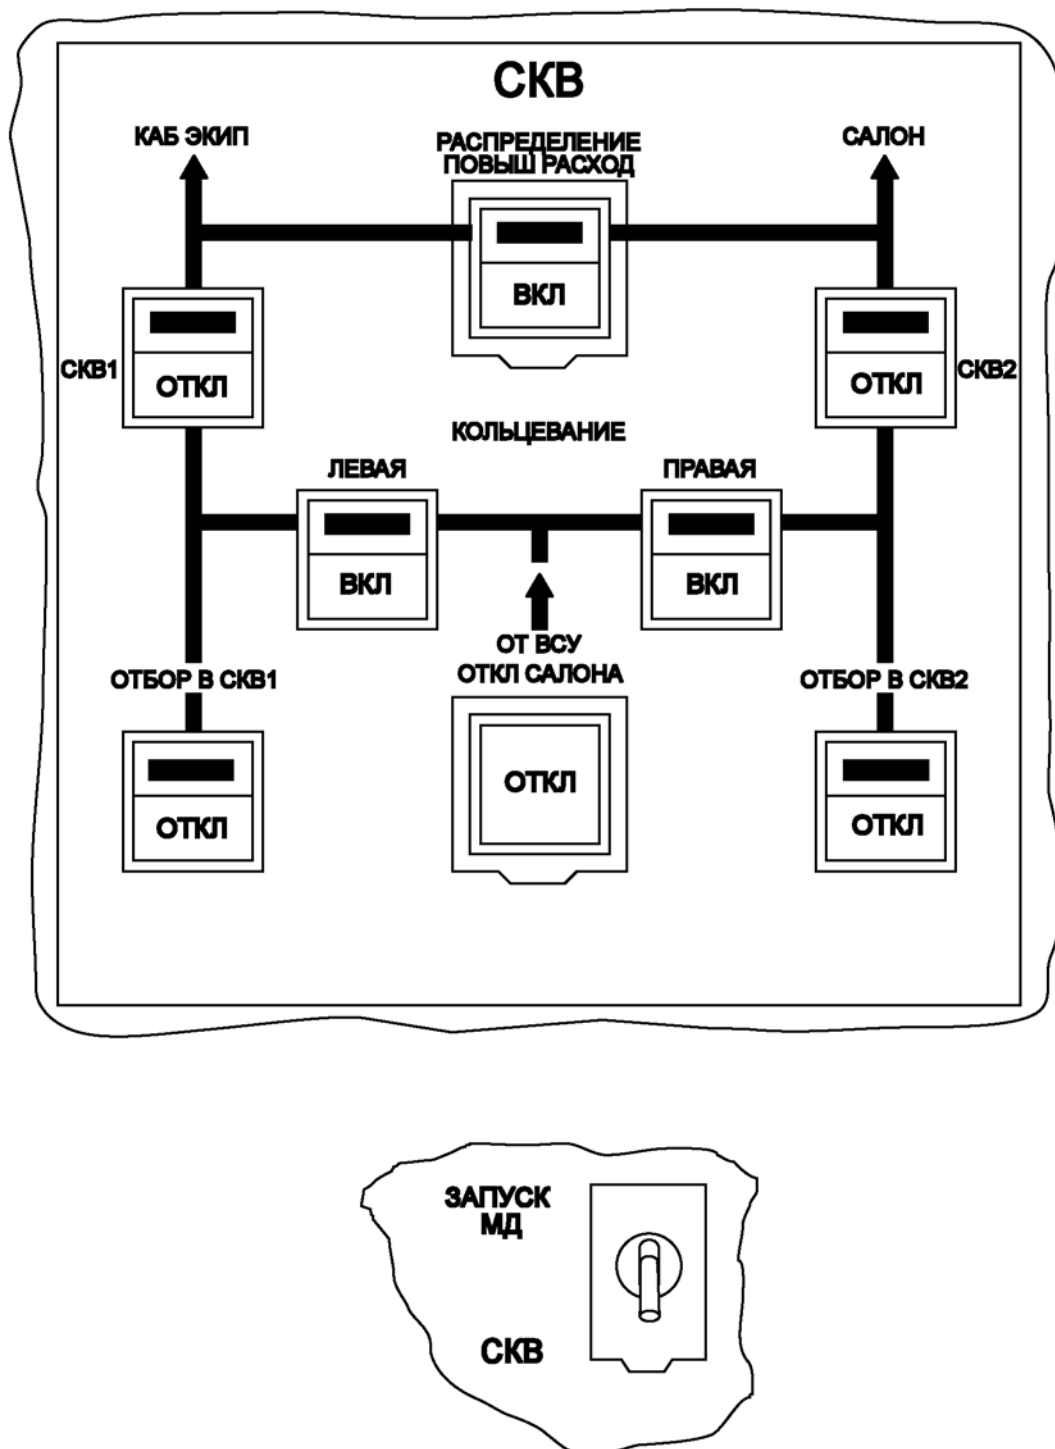 СКВ
КАБ ЭКИП
РАСПРЕДЕЛЕНИЕ
ПОВЫШ РАСХОД
САЛОН
ВКЛ
СКВ1
ОТКЛ
ОТКЛ
СКВ2
КОЛЬЦЕВАНИЕ
ЛЕВАЯ
ПРАВАЯ
ВКЛ
ВКЛ
ОТ ВСУ
ОТБОР В СКВ1
ОТКЛ САЛОНА
ОТБОР В СКВ2
ОТКЛ
ОТКЛ
ОТКЛ
ЗАПУСК
МД
СКВ